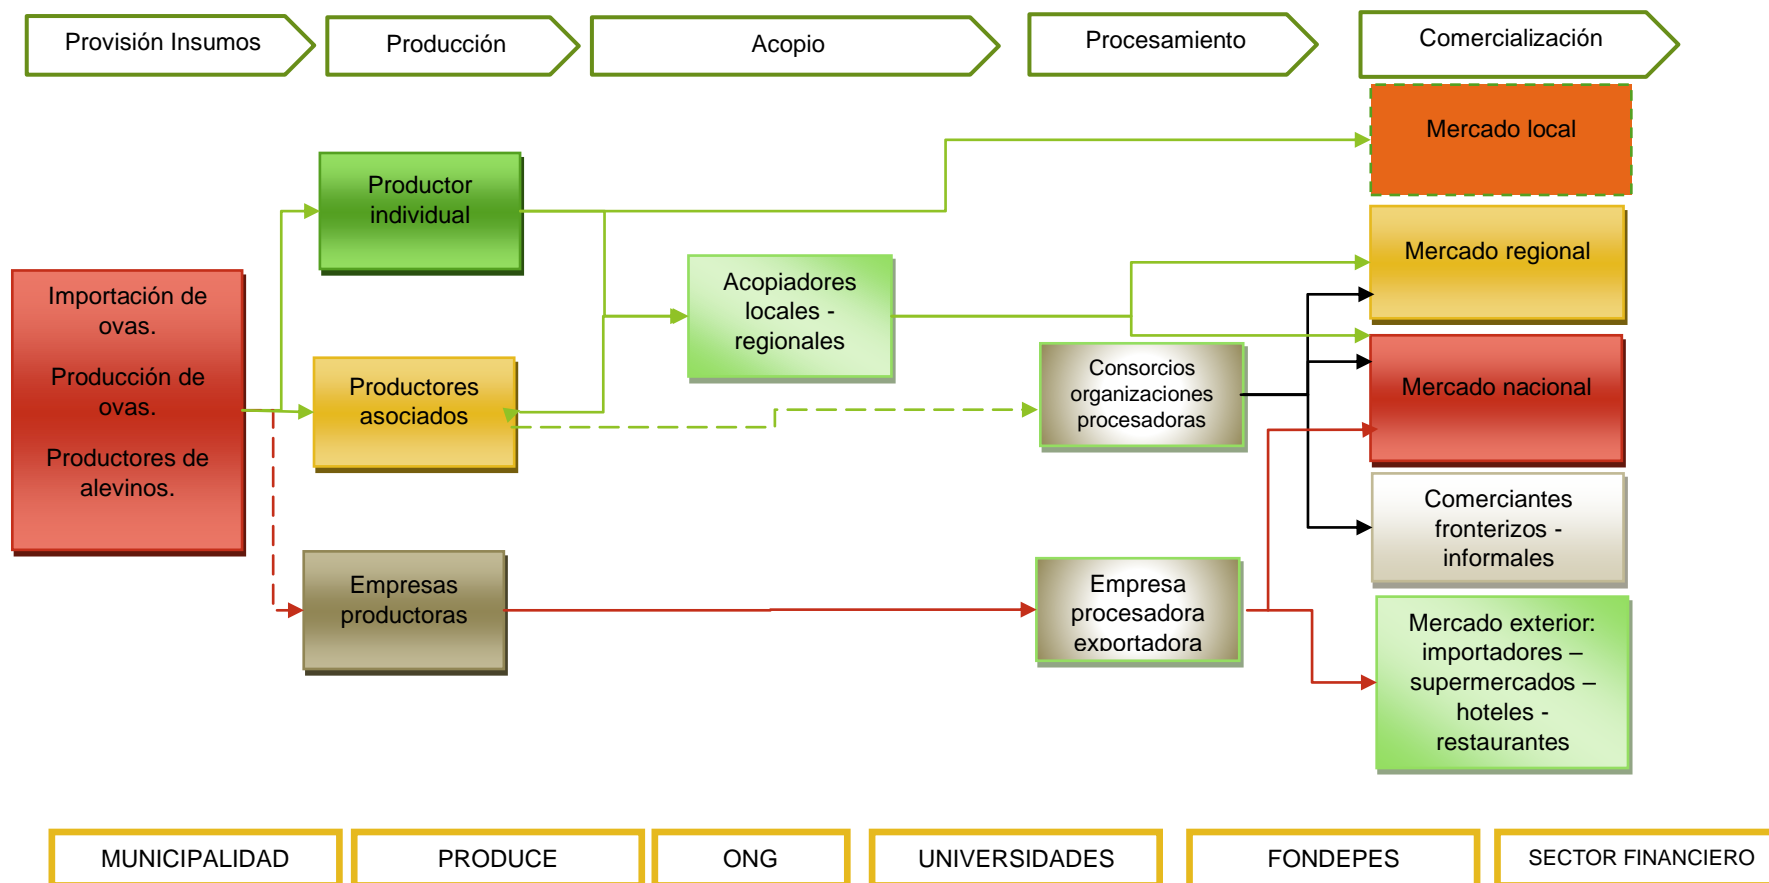 Provisión Insumos
Producción
Acopio
Procesamiento
Comercialización
Mercado local
Productor
individual
Mercado regional
Acopiadores
locales -
regionales
Importación de
ovas.
Producción de
ovas.
Productores de
alevinos.
Productores
asociados
Consorcios
organizaciones
procesadoras
Mercado nacional
Comerciantes
fronterizos -
informales
Empresas
productoras
Empresa
procesadora
exportadora
Mercado exterior:
importadores –
supermercados –
hoteles -
restaurantes
MUNICIPALIDAD
PRODUCE
ONG
UNIVERSIDADES
FONDEPES
SECTOR FINANCIERO